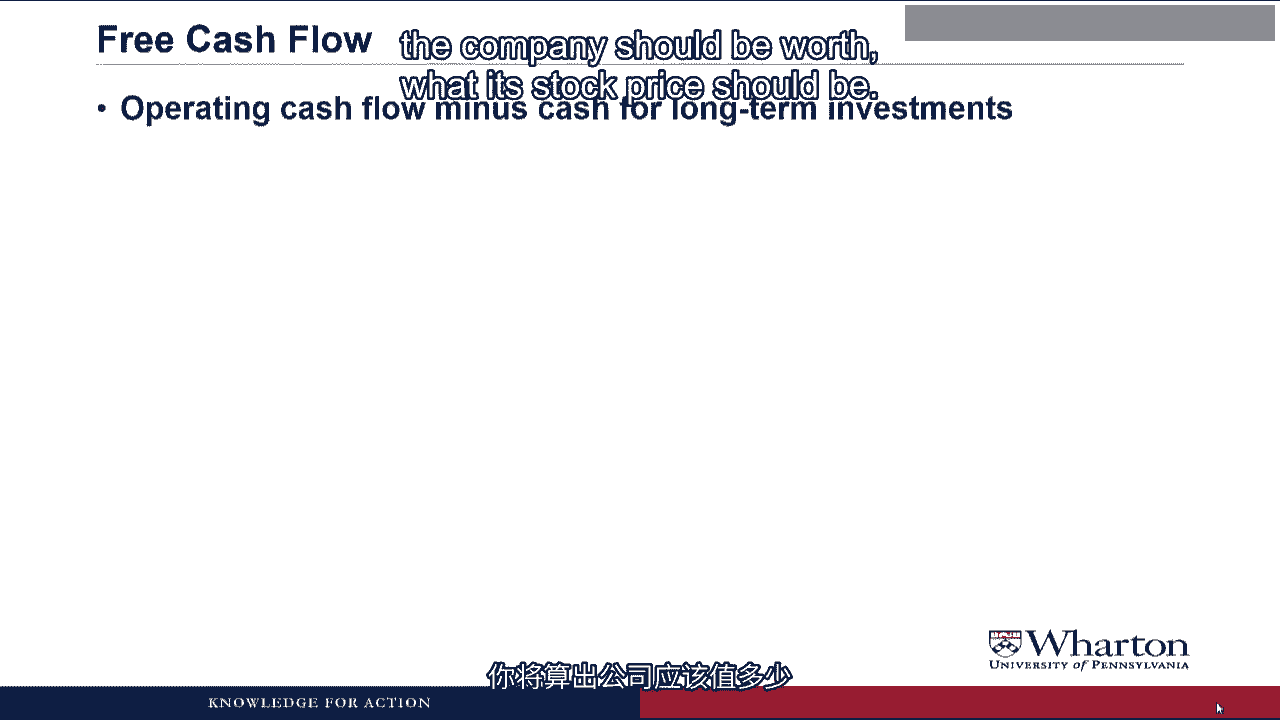 Free Cash Flow
the company should be worth,
what its stock price should be.
• Operating cash flow minus cash for long-term investments
Wharton
UNIVERSITY of PENNSYLVANIA
你将算出公司应该值多少
KNOWLEDGE FOR ACTION